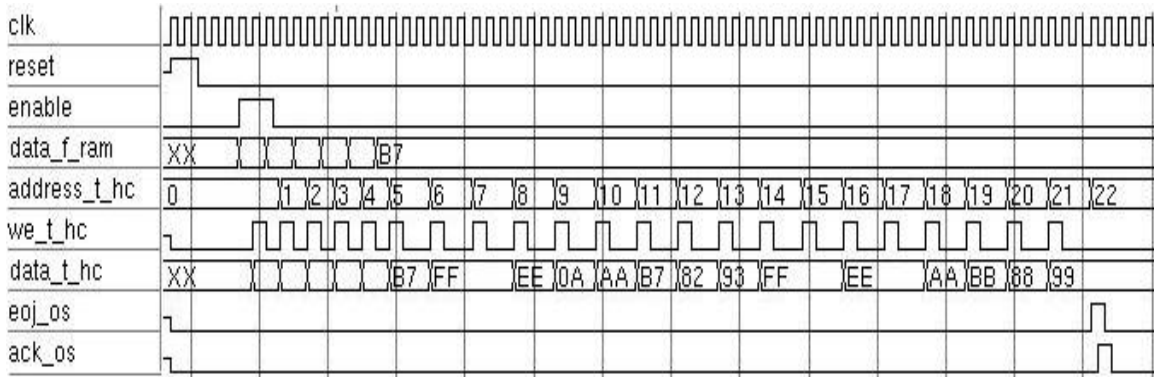 clk
reset
enable
data_f_ram XX B7
address_t_hc 0 1 2 3 4 5 6 7 8 9 10 11 12 13 14 15 16 17 18 19 20 21 22
we_t_hc
data_t_hc XX B7 FF EE 0A AA B7 82 93 FF EE AA BB 88 99
eoj_os
ack_os